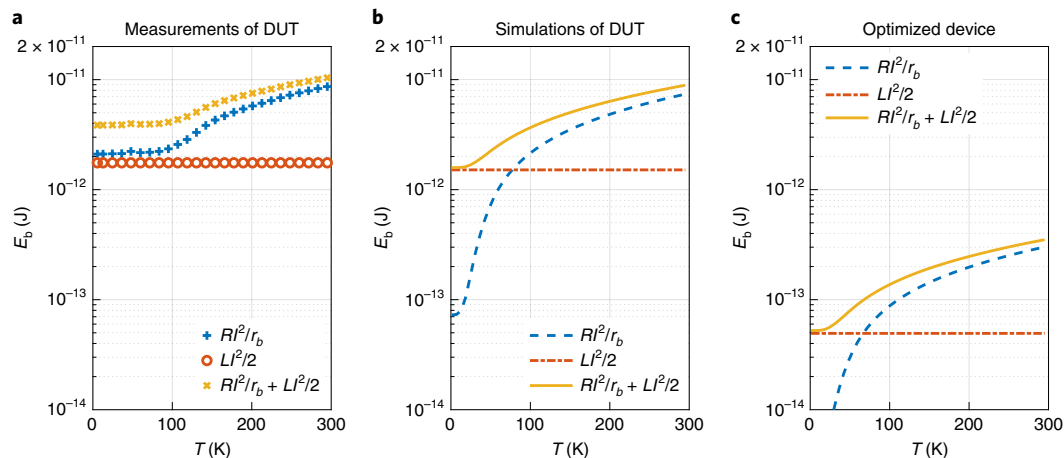 a Measurements of DUT
2 × 10⁻¹¹
10⁻¹¹
10⁻¹²
10⁻¹³
10⁻¹⁴
E_b (J)
RI²/r_b
LI²/2
RI²/r_b + LI²/2
0 100 200 300
T (K)
b Simulations of DUT
2 × 10⁻¹¹
10⁻¹¹
10⁻¹²
10⁻¹³
10⁻¹⁴
E_b (J)
RI²/r_b
LI²/2
RI²/r_b + LI²/2
0 100 200 300
T (K)
c Optimized device
2 × 10⁻¹¹
10⁻¹¹
10⁻¹²
10⁻¹³
10⁻¹⁴
E_b (J)
RI²/r_b
LI²/2
RI²/r_b + LI²/2
0 100 200 300
T (K)